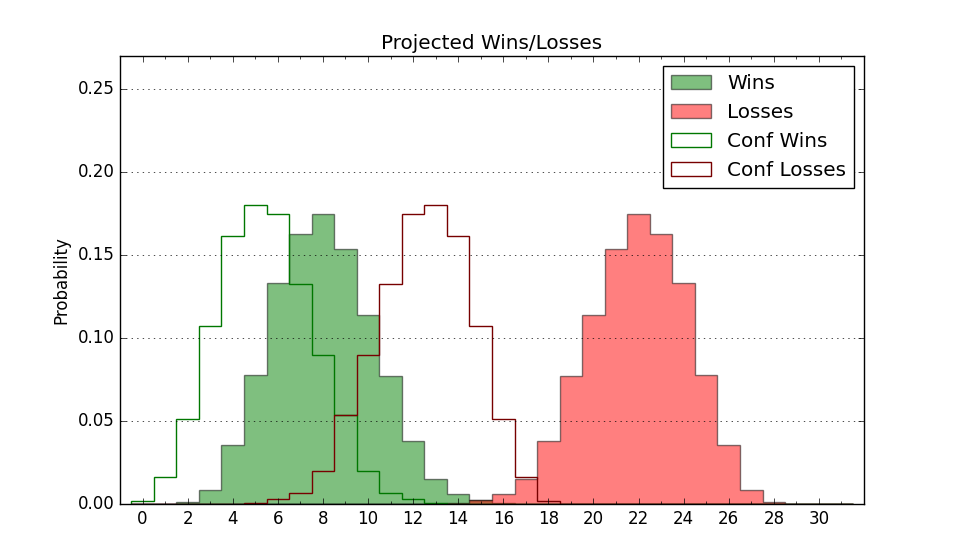 Projected Wins/Losses
Wins
Losses
Conf Wins
Conf Losses
Probability
0.25
0.20
0.15
0.10
0.05
0.00
0 2 4 6 8 10 12 14 16 18 20 22 24 26 28 30